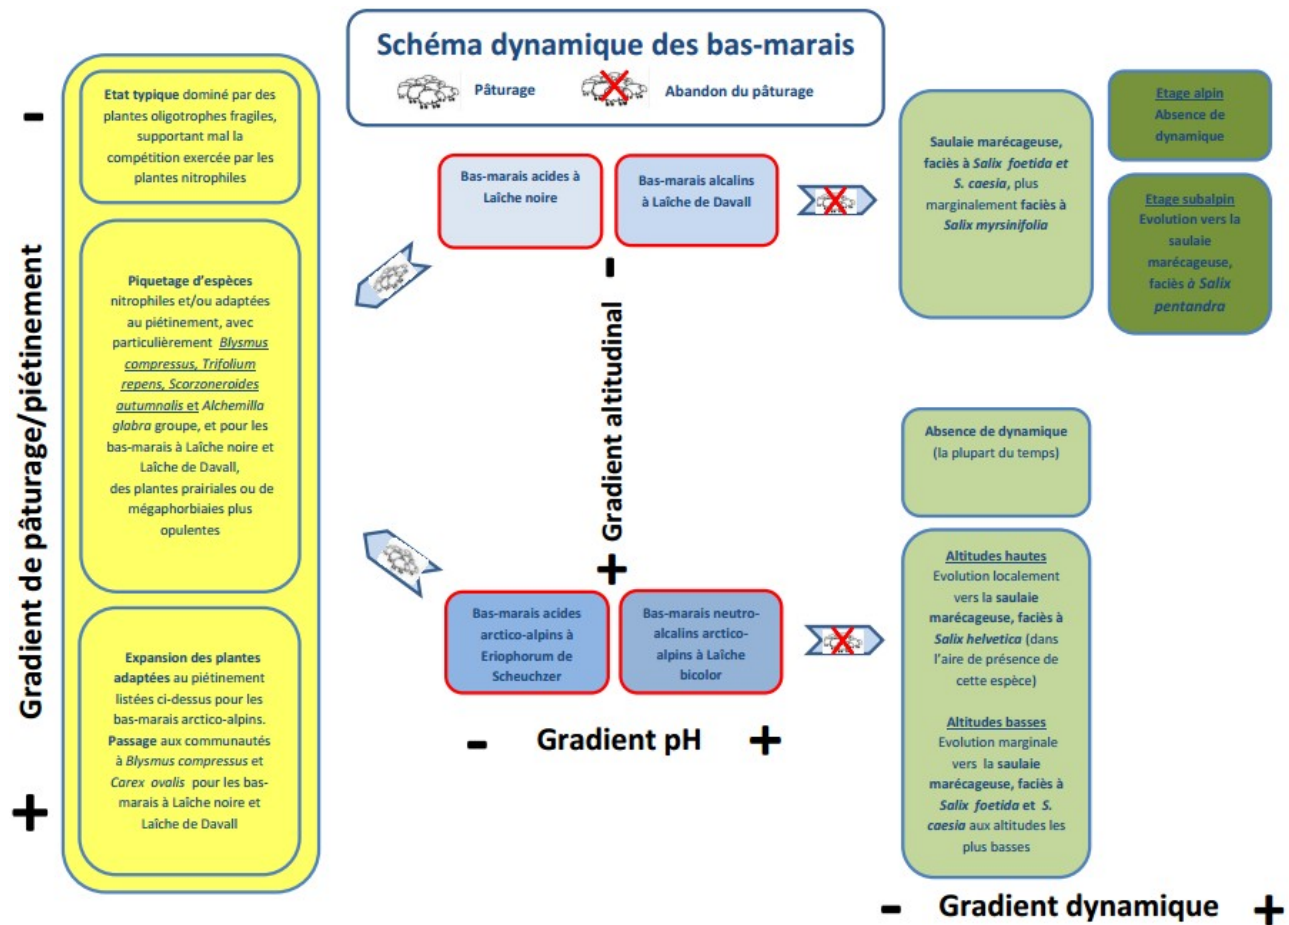 Schéma dynamique des bas-marais
Pâturage
Abandon du pâturage
-
Gradient de pâturage/piétinement
+
Etat typique dominé par des
plantes oligotrophes fragiles,
supportant mal la
compétition exercée par les
plantes nitrophiles
Piquetage d'espèces
nitrophiles et/ou adaptées
au piétinement, avec
particulièrement Blysmus
compressus, Trifolium
repens, Scorzoneroides
autumnalis et Alchemilla
glabra groupe, et pour les
bas-marais à Laîche noire et
Laîche de Davall,
des plantes prairiales ou de
mégaphorbiaies plus
opulentes
Expansion des plantes
adaptées au piétinement
listées ci-dessus pour les
bas-marais arctico-alpins.
Passage aux communautés
à Blysmus compressus et
Carex ovalis pour les bas-
marais à Laîche noire et
Laîche de Davall
Bas-marais acides à
Laîche noire
Bas-marais alcalins
à Laîche de Davall
-
Gradient altitudinal
+
Bas-marais acides
arctico-alpins à
Eriophorum de
Scheuchzer
Bas-marais neutro-
alcalins arctico-
alpins à Laîche
bicolor
- Gradient pH +
Saulaie marécageuse,
faciès à Salix foetida et
S. caesia, plus
marginalement faciès à
Salix myrsinifolia
Etage alpin
Absence de
dynamique
Etage subalpin
Evolution vers la
saulaie
marécageuse,
faciès à Salix
pentandra
Absence de dynamique
(la plupart du temps)
Altitudes hautes
Evolution localement
vers la saulaie
marécageuse, faciès à
Salix helvetica (dans
l'aire de présence de
cette espèce)
Altitudes basses
Evolution marginale
vers la saulaie
marécageuse, faciès à
Salix foetida et S.
caesia aux altitudes les
plus basses
- Gradient dynamique +